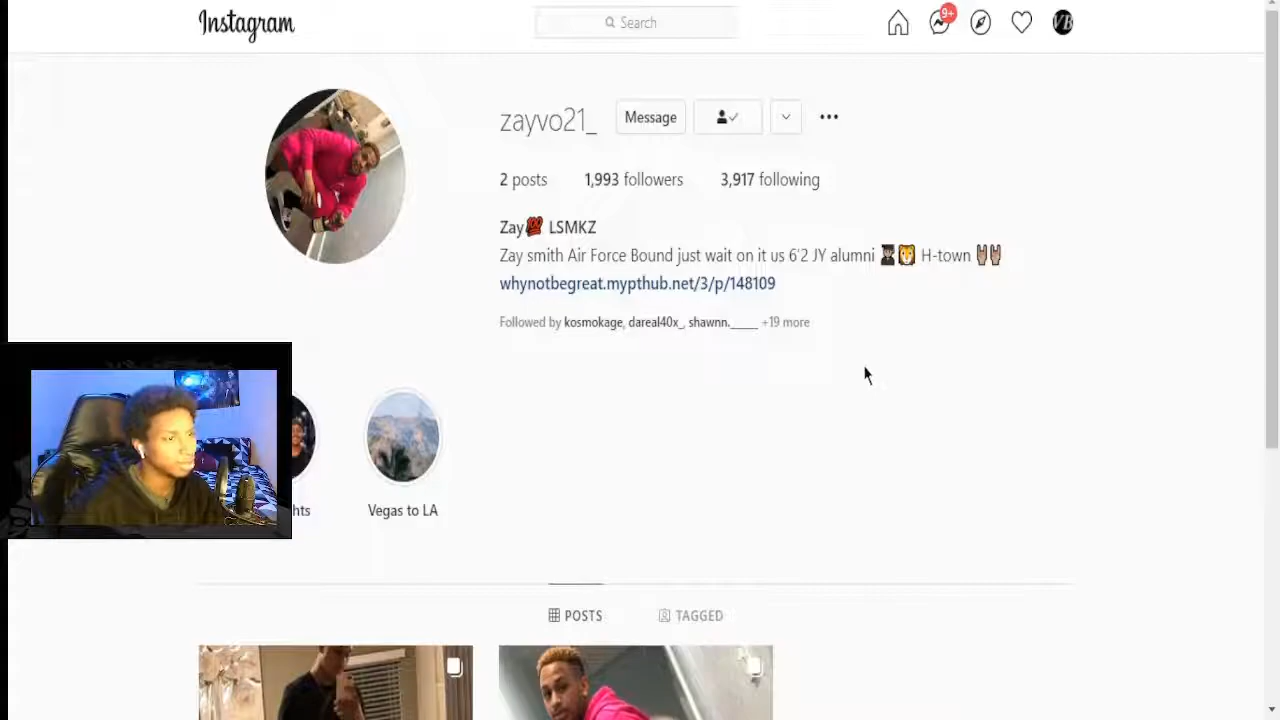 Instagram
Search
9+
VB
zayvo21_
Message
2 posts 1,993 followers 3,917 following
Zay💯 LSMKZ
Zay smith Air Force Bound just wait on it us 6'2 JY alumni 👨🏾‍🎓🦁 H-town 🤘🏾🤘🏾
whynotbegreat.mypthub.net/3/p/148109
Followed by kosmokage, dareal40x_, shawnn._____ +19 more
hts
Vegas to LA
POSTS
TAGGED